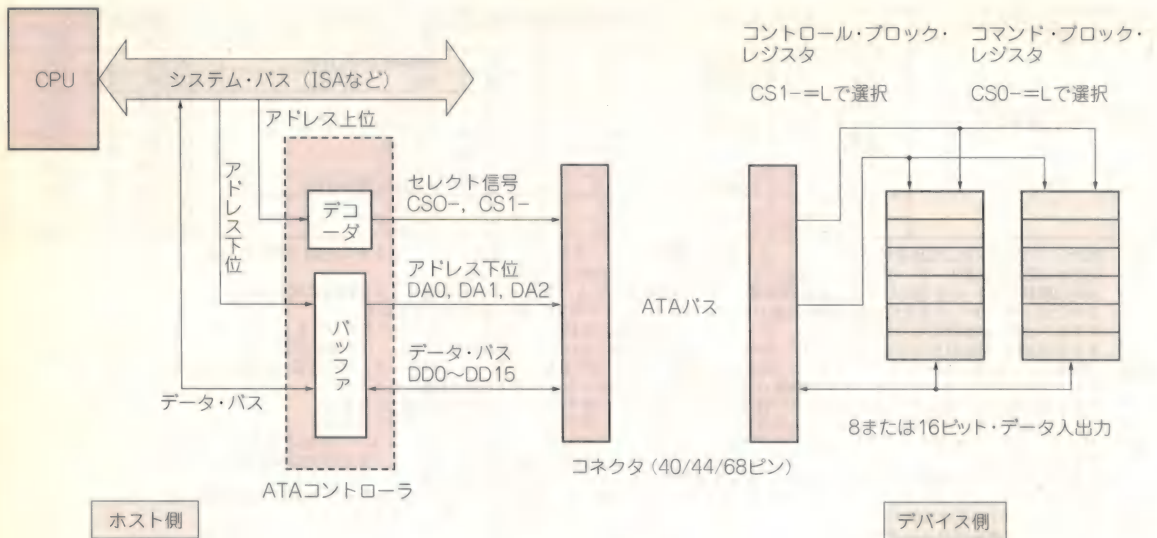 CPU
システム・バス (ISAなど)
アドレス上位
アドレス下位
デコーダ
セレクト信号
CS0-, CS1-
アドレス下位
DA0, DA1, DA2
バッファ
データ・バス
DD0〜DD15
データ・バス
ATAコントローラ
ATAバス
コネクタ (40/44/68ピン)
コントロール・ブロック・
レジスタ
CS1-=Lで選択
コマンド・ブロック・
レジスタ
CS0-=Lで選択
8または16ビット・データ入出力
ホスト側
デバイス側